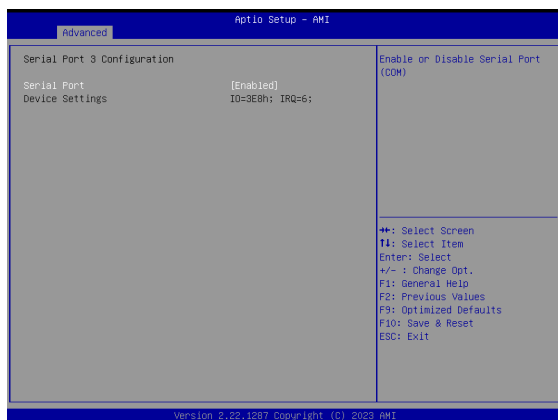 Aptio Setup - AMI
Advanced
Serial Port 3 Configuration
Serial Port [Enabled]
Device Settings IO=3E8h; IRQ=6;
Enable or Disable Serial Port
(COM)
→←: Select Screen
↑↓: Select Item
Enter: Select
+/- : Change Opt.
F1: General Help
F2: Previous Values
F9: Optimized Defaults
F10: Save & Reset
ESC: Exit
Version 2.22.1287 Copyright (C) 2023 AMI